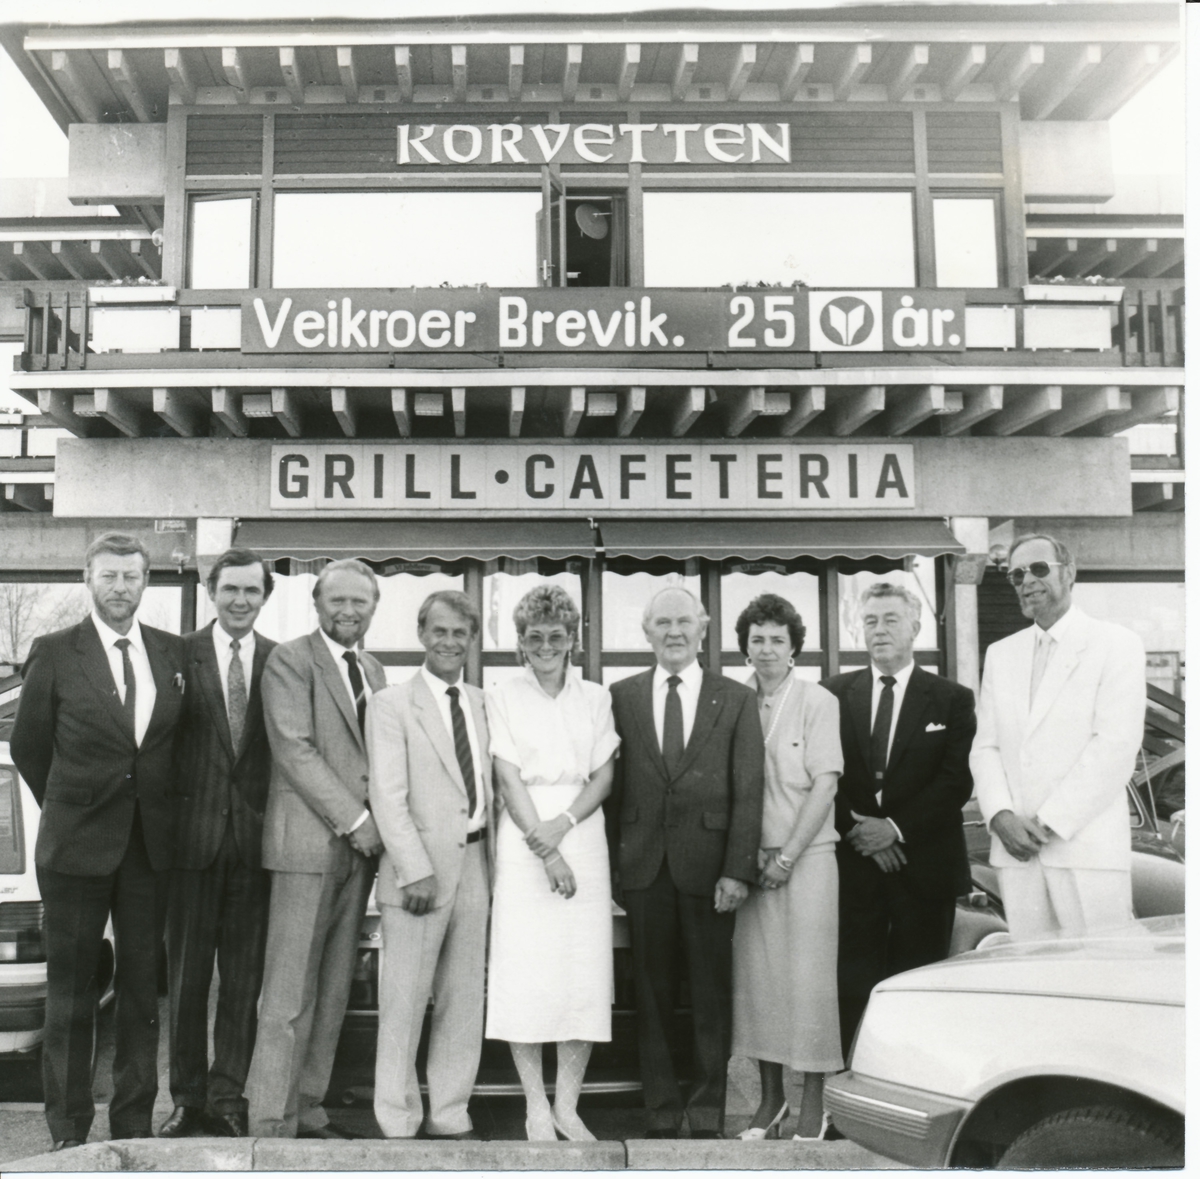 KORVETTEN
Veikroer Brevik. 25 år.
GRILL • CAFETERIA